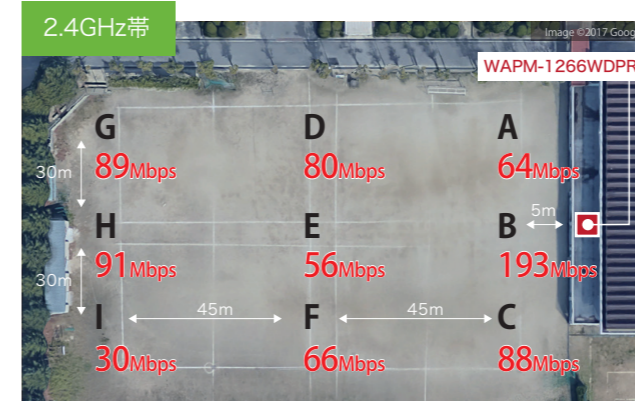 2.4GHz帯
Image ©2017 Goog
WAPM-1266WDPR
G
D
A
89Mbps
80Mbps
64Mbps
30m
5m
H
E
B
91Mbps
56Mbps
193Mbps
30m
45m
45m
I
F
C
30Mbps
66Mbps
88Mbps